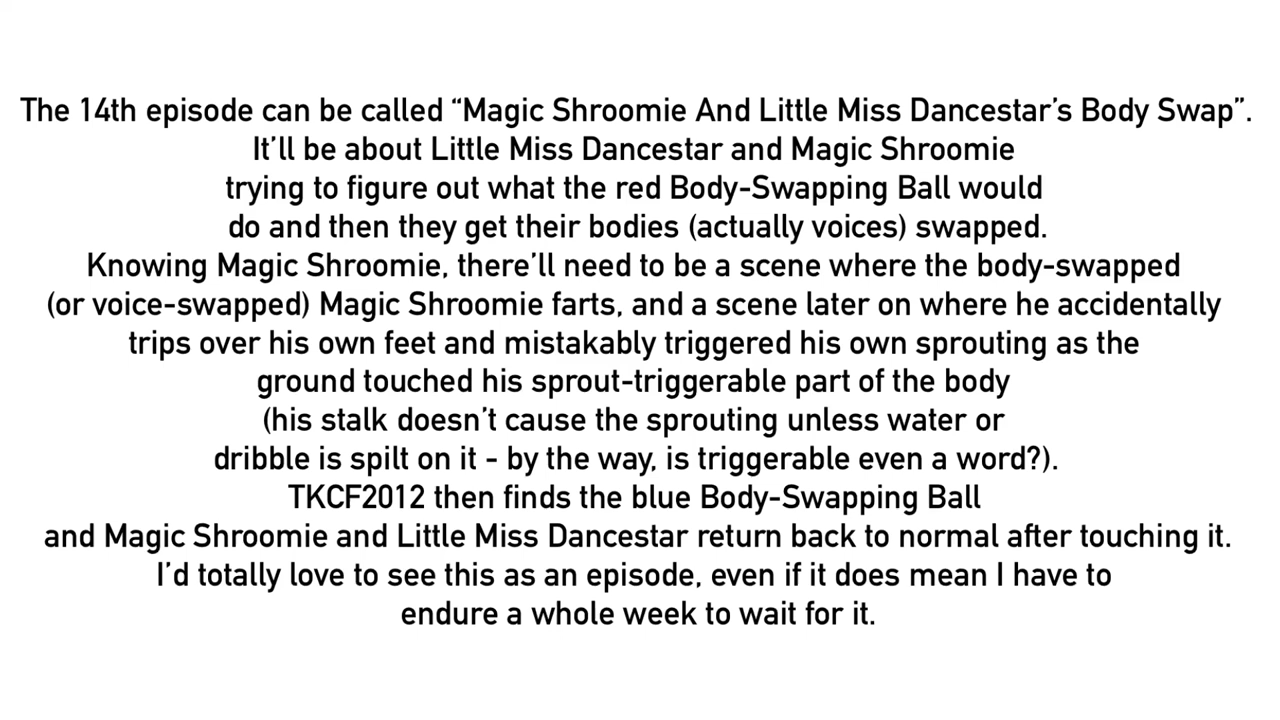 The 14th episode can be called “Magic Shroomie And Little Miss Dancestar’s Body Swap”.
It’ll be about Little Miss Dancestar and Magic Shroomie
trying to figure out what the red Body-Swapping Ball would
do and then they get their bodies (actually voices) swapped.
Knowing Magic Shroomie, there’ll need to be a scene where the body-swapped
(or voice-swapped) Magic Shroomie farts, and a scene later on where he accidentally
trips over his own feet and mistakably triggered his own sprouting as the
ground touched his sprout-triggerable part of the body
(his stalk doesn’t cause the sprouting unless water or
dribble is spilt on it - by the way, is triggerable even a word?).
TKCF2012 then finds the blue Body-Swapping Ball
and Magic Shroomie and Little Miss Dancestar return back to normal after touching it.
I’d totally love to see this as an episode, even if it does mean I have to
endure a whole week to wait for it.